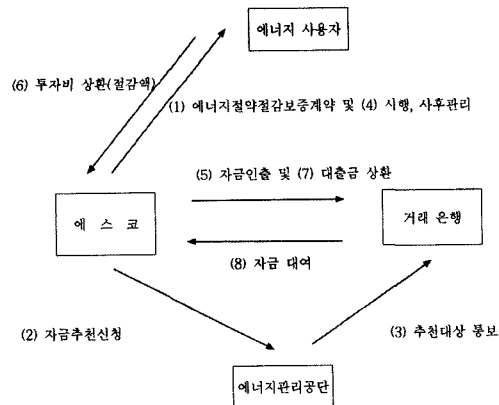 에너지 사용자
(6) 투자비 상환(절감액)
(1) 에너지절약절감보증계약 및 (4) 시행, 사후관리
(5) 자금인출 및 (7) 대출금 상환
에 스 코
거래 은행
(8) 자금 대여
(2) 자금추천신청
(3) 추천대상 통보
에너지관리공단